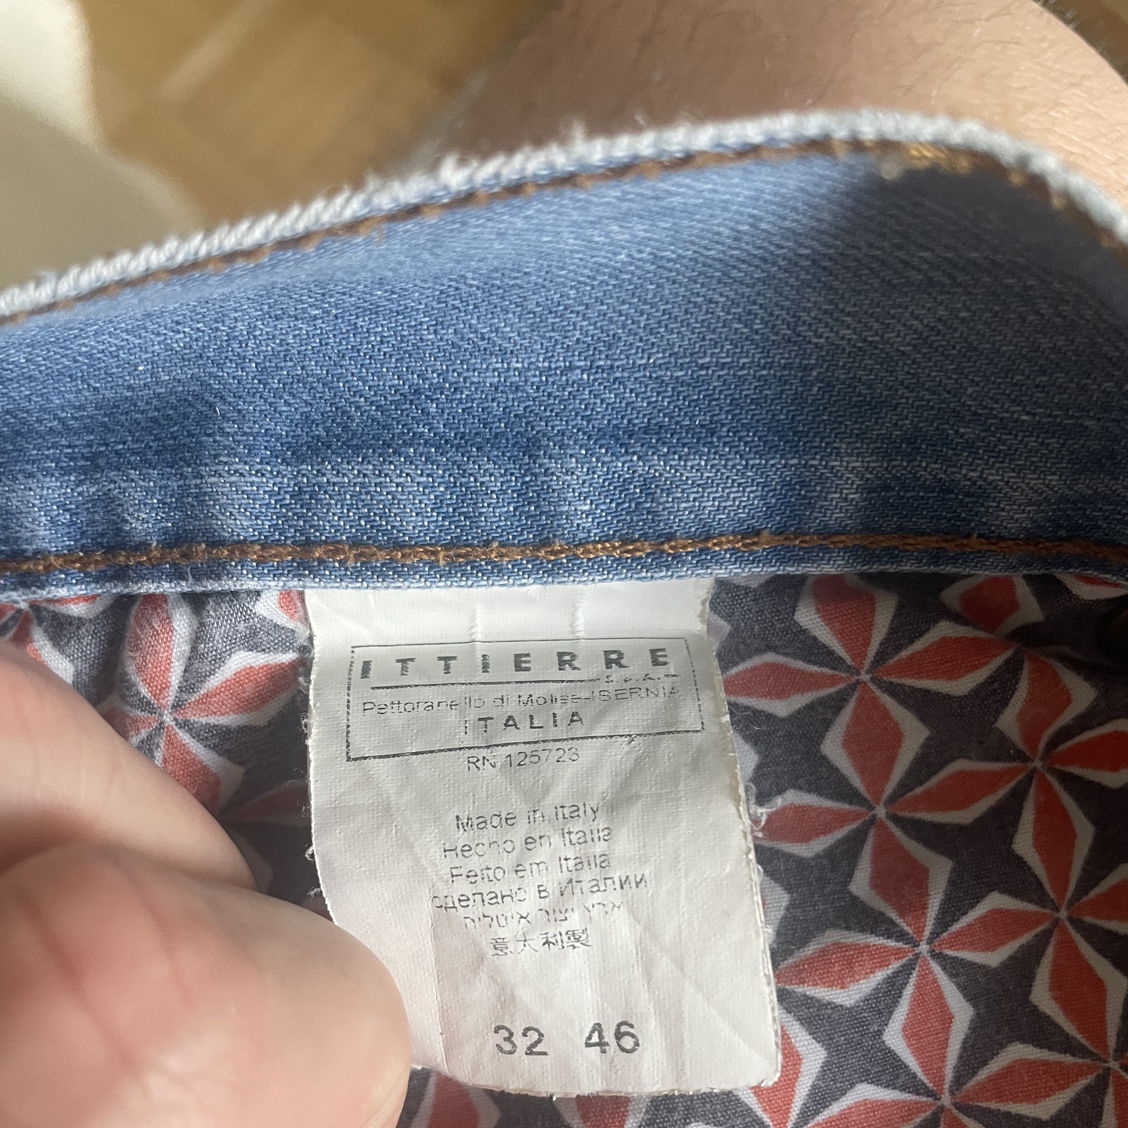 ITTIERRE
S.p.A.
Pettoranello di Molise-ISERNIA
ITALIA
RN 125723
Made in Italy
Hecho en Italia
Feito em Italia
сделано в Италии
ארץ יצור איטליה
意大利製
32 46